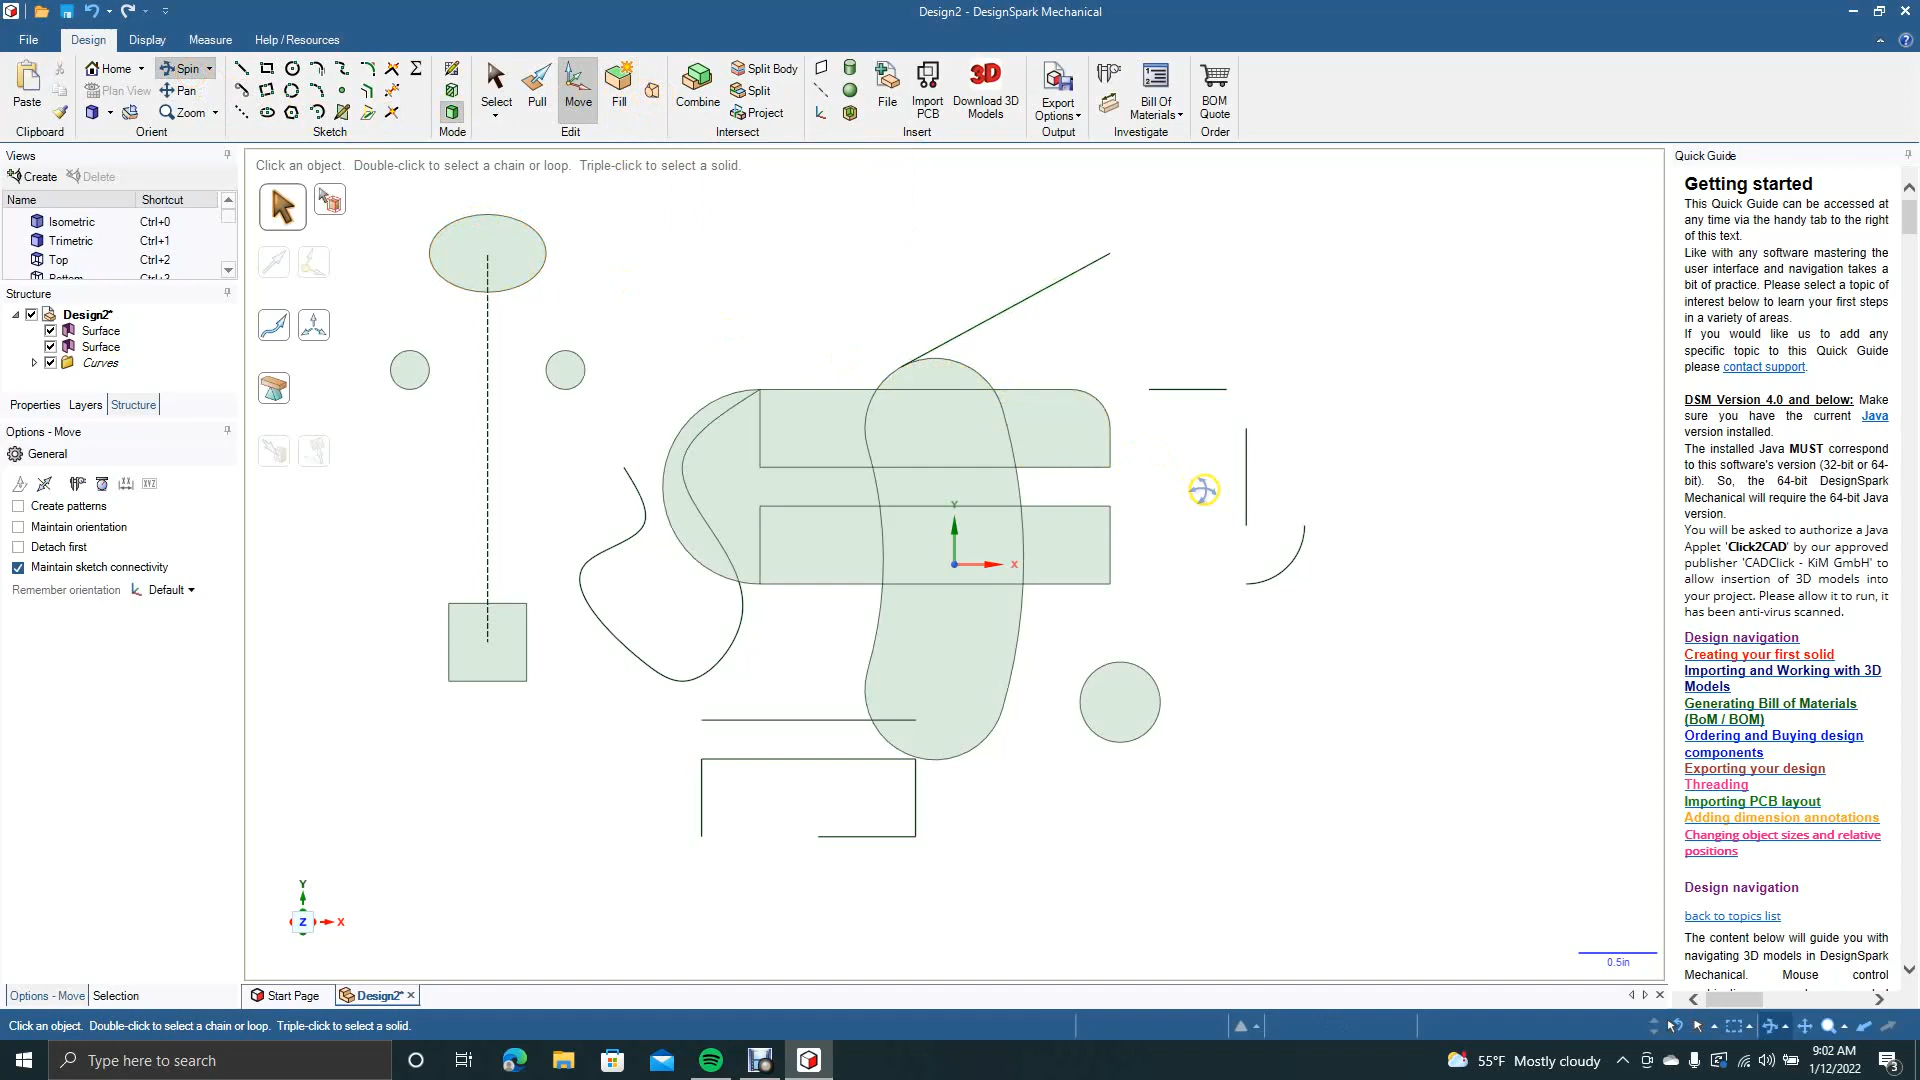 Design2 - DesignSpark Mechanical
File Design Display Measure Help / Resources
Paste
Clipboard
Home Spin
Plan View Pan
Zoom
Orient
Sketch
Mode
Select Pull Move Fill
Edit
Combine Split Body
Split
Project
Intersect
File Import PCB Download 3D Models
Insert
Export Options
Output
Bill Of Materials
Investigate
BOM Quote
Order
Views
Create Delete
Name Shortcut
Isometric Ctrl+0
Trimetric Ctrl+1
Top Ctrl+2
Bottom Ctrl+3
Structure
Design2*
Surface
Surface
Curves
Properties Layers Structure
Options - Move
General
Create patterns
Maintain orientation
Detach first
Maintain sketch connectivity
Remember orientation Default
Options - Move Selection
Click an object. Double-click to select a chain or loop. Triple-click to select a solid.
Y
X
Y
Z X
0.5in
Start Page Design2*
Quick Guide
Getting started
This Quick Guide can be accessed at
any time via the handy tab to the right
of this text.
Like with any software mastering the
user interface and navigation takes a
bit of practice. Please select a topic of
interest below to learn your first steps
in a variety of areas.
If you would like us to add any
specific topic to this Quick Guide
please contact support.
DSM Version 4.0 and below: Make
sure you have the current Java
version installed.
The installed Java MUST correspond
to this software's version (32-bit or 64-
bit). So, the 64-bit DesignSpark
Mechanical will require the 64-bit Java
version.
You will be asked to authorize a Java
Applet 'Click2CAD' by our approved
publisher 'CADClick - KiM GmbH' to
allow insertion of 3D models into
your project. Please allow it to run, it
has been anti-virus scanned.
Design navigation
Creating your first solid
Importing and Working with 3D
Models
Generating Bill of Materials
(BoM / BOM)
Ordering and Buying design
components
Exporting your design
Threading
Importing PCB layout
Adding dimension annotations
Changing object sizes and relative
positions
Design navigation
back to topics list
The content below will guide you with
navigating 3D models in DesignSpark
Mechanical. Mouse control
Click an object. Double-click to select a chain or loop. Triple-click to select a solid.
Type here to search
55°F Mostly cloudy
9:02 AM
1/12/2022
3